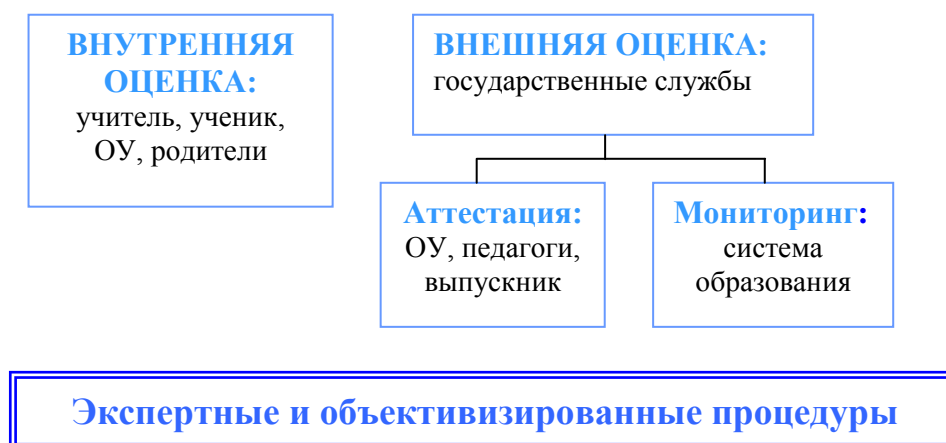 ВНУТРЕННЯЯ
ОЦЕНКА:
учитель, ученик,
ОУ, родители
ВНЕШНЯЯ ОЦЕНКА:
государственные службы
Аттестация:
ОУ, педагоги,
выпускник
Мониторинг:
система
образования
Экспертные и объективизированные процедуры